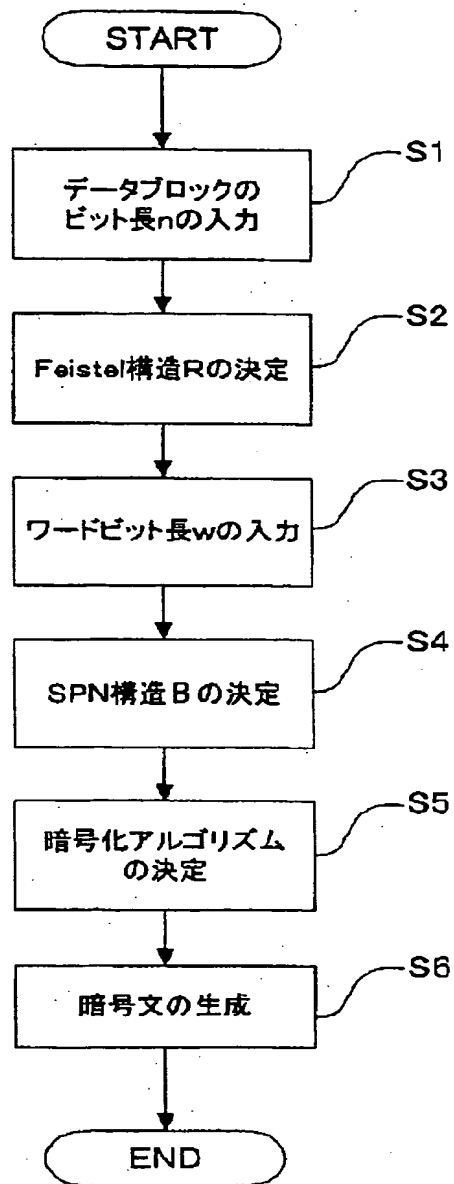 START
S1
データブロックの
ビット長nの入力
S2
Feistel構造Rの決定
S3
ワードビット長wの入力
S4
SPN構造Bの決定
S5
暗号化アルゴリズム
の決定
S6
暗号文の生成
END